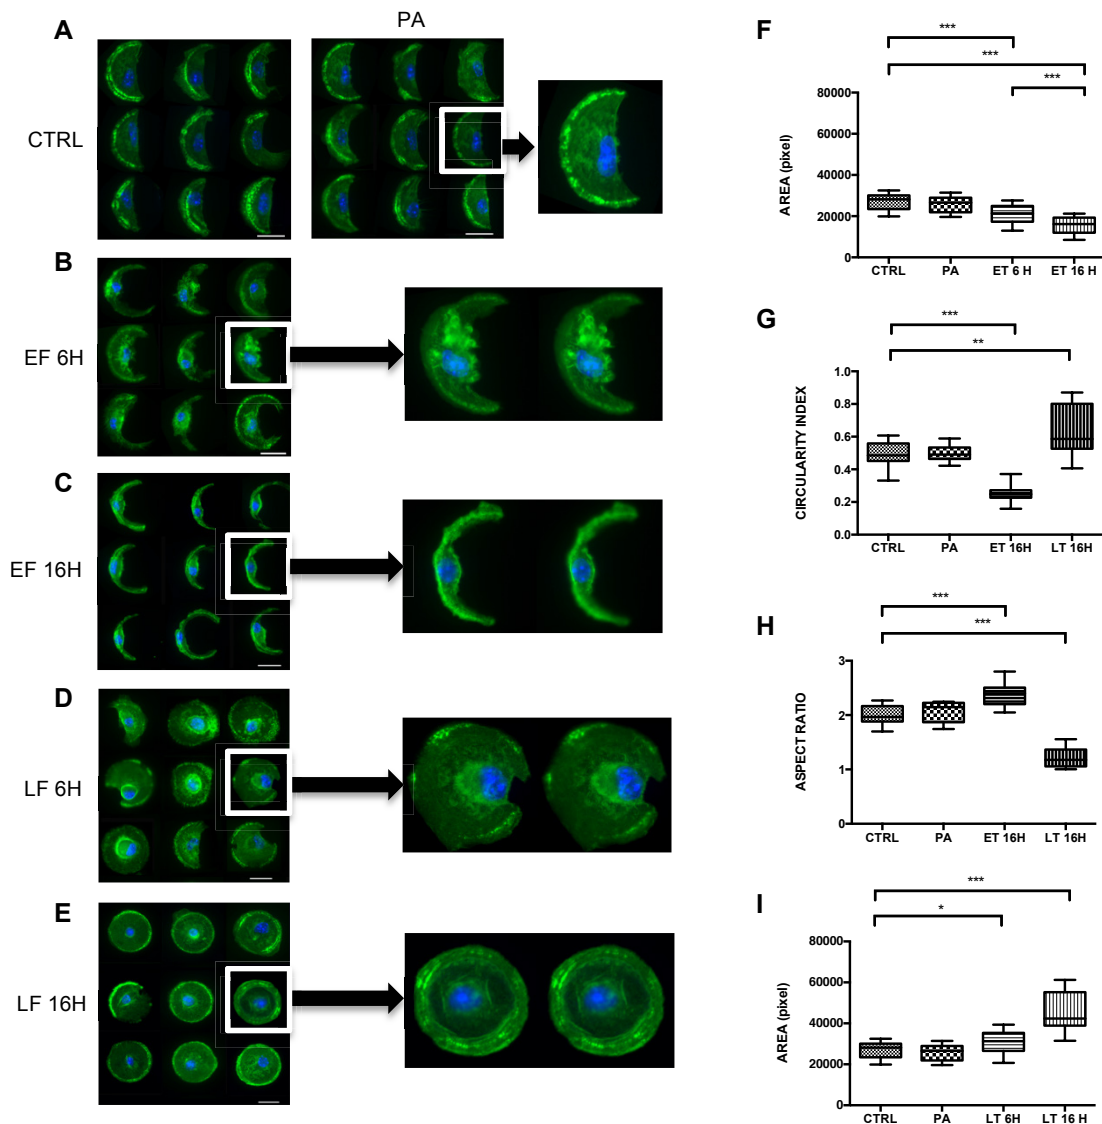 A
PA
CTRL
B
EF 6H
C
EF 16H
D
LF 6H
E
LF 16H
F
***
***
***
AREA (pixel)
80000
60000
40000
20000
0
CTRL PA ET 6 H ET 16 H
G
***
**
CIRCULARITY INDEX
1.0
0.8
0.6
0.4
0.2
0.0
CTRL PA ET 16H LT 16H
H
***
***
ASPECT RATIO
3
2
1
0
CTRL PA ET 16H LT 16H
I
***
*
AREA (pixel)
80000
60000
40000
20000
0
CTRL PA LT 6H LT 16 H